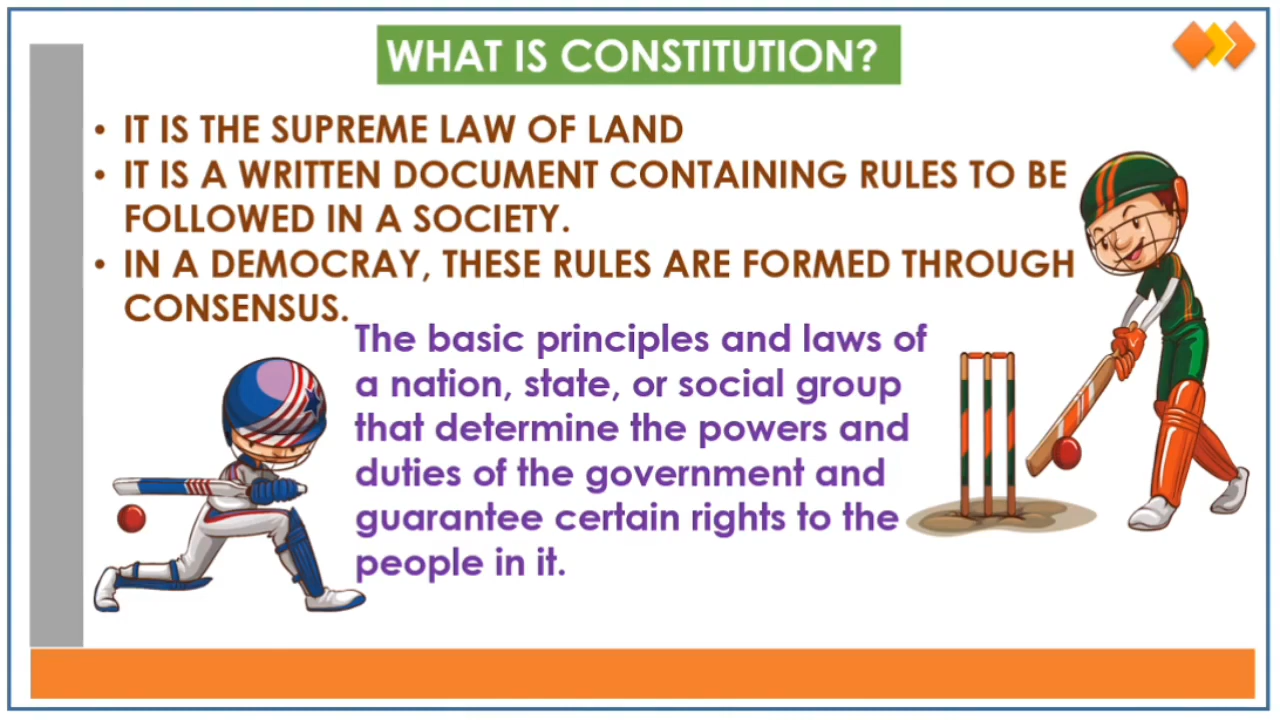 WHAT IS CONSTITUTION?
• IT IS THE SUPREME LAW OF LAND
• IT IS A WRITTEN DOCUMENT CONTAINING RULES TO BE
FOLLOWED IN A SOCIETY.
• IN A DEMOCRAY, THESE RULES ARE FORMED THROUGH
CONSENSUS.
The basic principles and laws of
a nation, state, or social group
that determine the powers and
duties of the government and
guarantee certain rights to the
people in it.